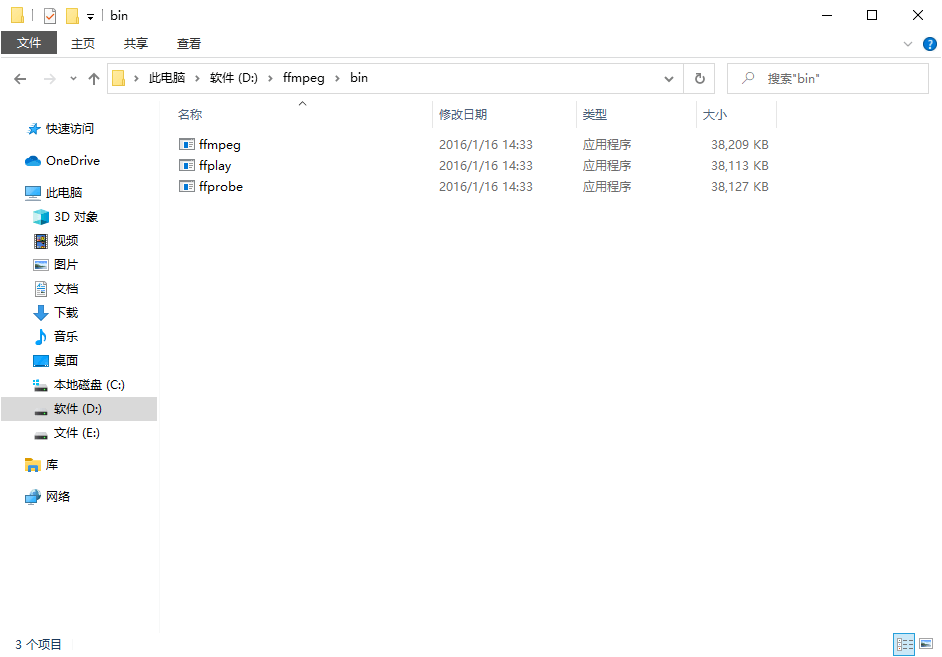 bin
文件 主页 共享 查看
此电脑 软件 (D:) ffmpeg bin 搜索"bin"
名称 修改日期 类型 大小
ffmpeg 2016/1/16 14:33 应用程序 38,209 KB
ffplay 2016/1/16 14:33 应用程序 38,113 KB
ffprobe 2016/1/16 14:33 应用程序 38,127 KB
快速访问
OneDrive
此电脑
3D 对象
视频
图片
文档
下载
音乐
桌面
本地磁盘 (C:)
软件 (D:)
文件 (E:)
库
网络
3 个项目